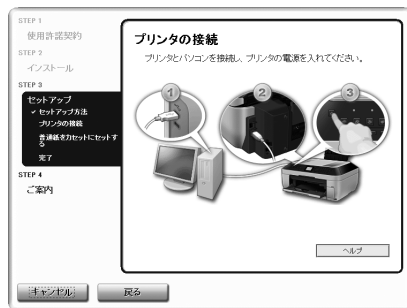 STEP 1
使用許諾契約
STEP 2
インストール
STEP 3
セットアップ
✓ セットアップ方法
プリンタの接続
普通紙をカセットにセットす
る
完了
STEP 4
ご案内
プリンタの接続
プリンタとパソコンを接続し、プリンタの電源を入れてください。
1
2
3
ヘルプ
キャンセル
戻る